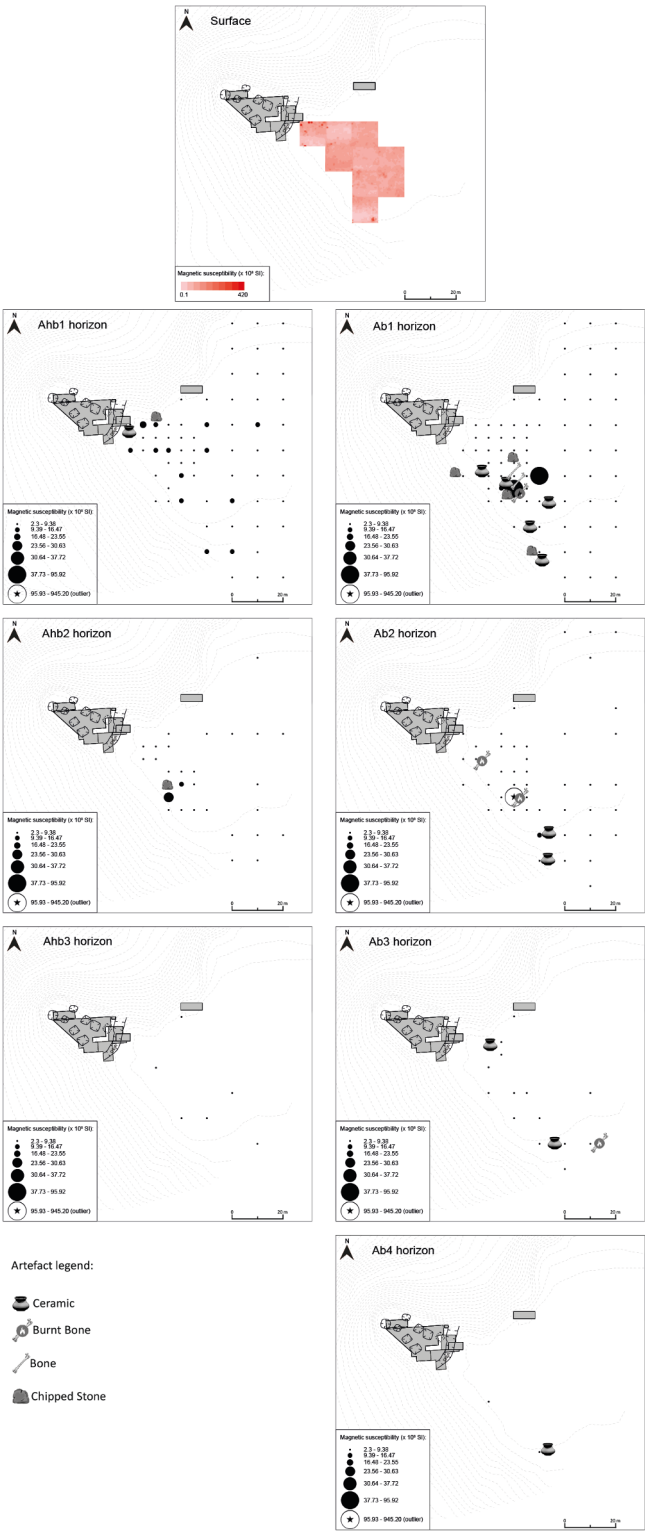 Surface
N
Magnetic susceptibility (x 10⁶ SI):
0.1 420
0 20 m
Ahb1 horizon
N
Magnetic susceptibility (x 10⁶ SI):
2.3 - 9.38
9.39 - 16.47
16.48 - 23.55
23.56 - 30.63
30.64 - 37.72
37.73 - 95.92
95.93 - 945.20 (outlier)
0 20 m
Ab1 horizon
N
Magnetic susceptibility (x 10⁶ SI):
2.3 - 9.38
9.39 - 16.47
16.48 - 23.55
23.56 - 30.63
30.64 - 37.72
37.73 - 95.92
95.93 - 945.20 (outlier)
0 20 m
Ahb2 horizon
N
Magnetic susceptibility (x 10⁶ SI):
2.3 - 9.38
9.39 - 16.47
16.48 - 23.55
23.56 - 30.63
30.64 - 37.72
37.73 - 95.92
95.93 - 945.20 (outlier)
0 20 m
Ab2 horizon
N
Magnetic susceptibility (x 10⁶ SI):
2.3 - 9.38
9.39 - 16.47
16.48 - 23.55
23.56 - 30.63
30.64 - 37.72
37.73 - 95.92
95.93 - 945.20 (outlier)
0 20 m
Ahb3 horizon
N
Magnetic susceptibility (x 10⁶ SI):
2.3 - 9.38
9.39 - 16.47
16.48 - 23.55
23.56 - 30.63
30.64 - 37.72
37.73 - 95.92
95.93 - 945.20 (outlier)
0 20 m
Ab3 horizon
N
Magnetic susceptibility (x 10⁶ SI):
2.3 - 9.38
9.39 - 16.47
16.48 - 23.55
23.56 - 30.63
30.64 - 37.72
37.73 - 95.92
95.93 - 945.20 (outlier)
0 20 m
Artefact legend:
Ceramic
Burnt Bone
Bone
Chipped Stone
Ab4 horizon
N
Magnetic susceptibility (x 10⁶ SI):
2.3 - 9.38
9.39 - 16.47
16.48 - 23.55
23.56 - 30.63
30.64 - 37.72
37.73 - 95.92
95.93 - 945.20 (outlier)
0 20 m